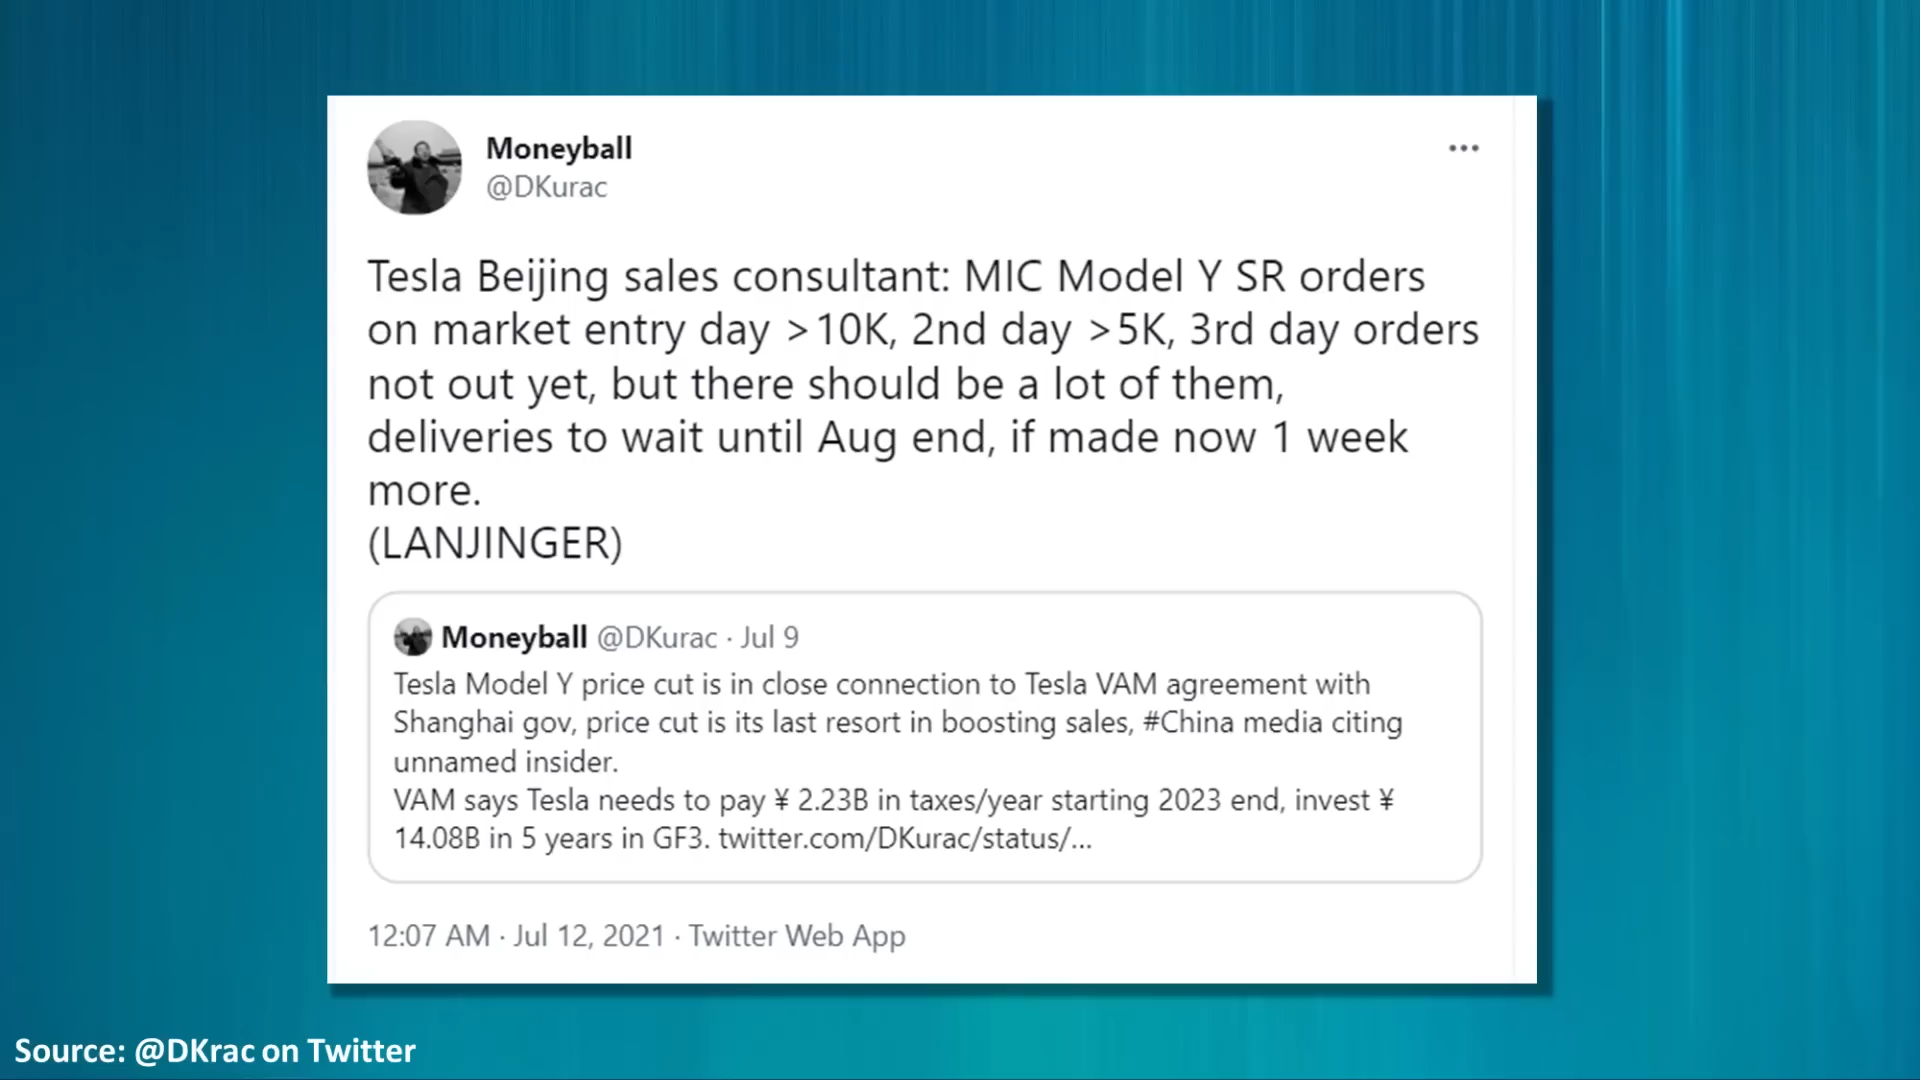 Moneyball
@DKurac
Tesla Beijing sales consultant: MIC Model Y SR orders
on market entry day >10K, 2nd day >5K, 3rd day orders
not out yet, but there should be a lot of them,
deliveries to wait until Aug end, if made now 1 week
more.
(LANJINGER)
Moneyball @DKurac · Jul 9
Tesla Model Y price cut is in close connection to Tesla VAM agreement with
Shanghai gov, price cut is its last resort in boosting sales, #China media citing
unnamed insider.
VAM says Tesla needs to pay ¥ 2.23B in taxes/year starting 2023 end, invest ¥
14.08B in 5 years in GF3. twitter.com/DKurac/status/...
12:07 AM · Jul 12, 2021 · Twitter Web App
Source: @DKrac on Twitter